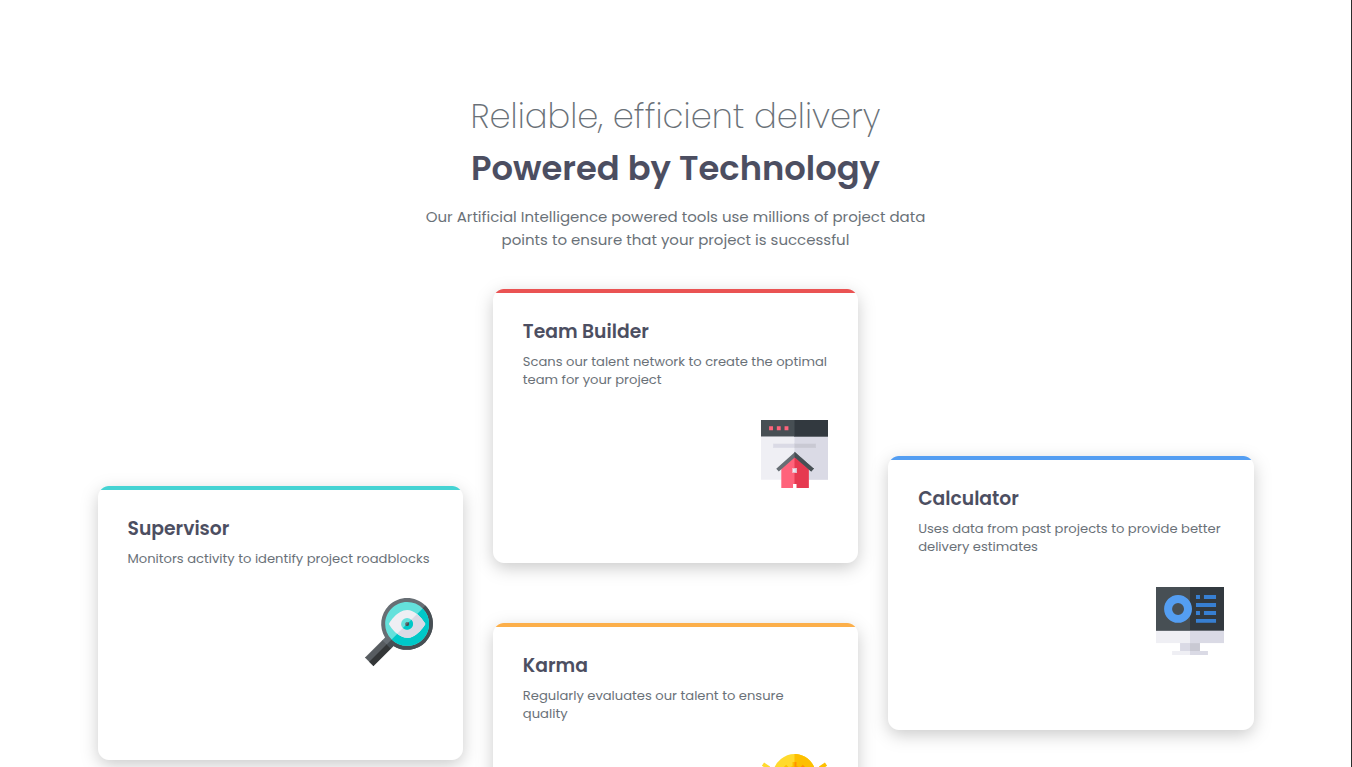 Reliable, efficient delivery
Powered by Technology
Our Artificial Intelligence powered tools use millions of project data
points to ensure that your project is successful
Team Builder
Scans our talent network to create the optimal
team for your project
Supervisor
Monitors activity to identify project roadblocks
Calculator
Uses data from past projects to provide better
delivery estimates
Karma
Regularly evaluates our talent to ensure
quality